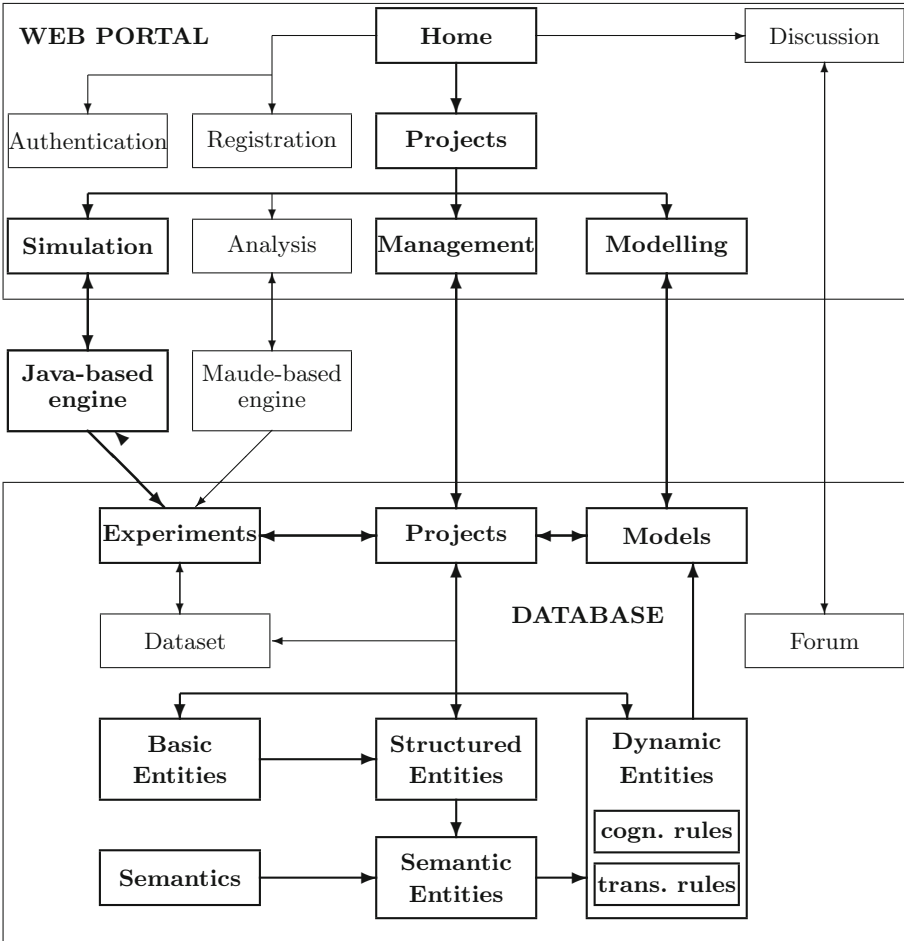 WEB PORTAL
Home
Discussion
Authentication
Registration
Projects
Simulation
Analysis
Management
Modelling
Java-based
engine
Maude-based
engine
Experiments
Projects
Models
DATABASE
Dataset
Forum
Basic
Entities
Structured
Entities
Dynamic
Entities
cogn. rules
Semantics
Semantic
Entities
trans. rules